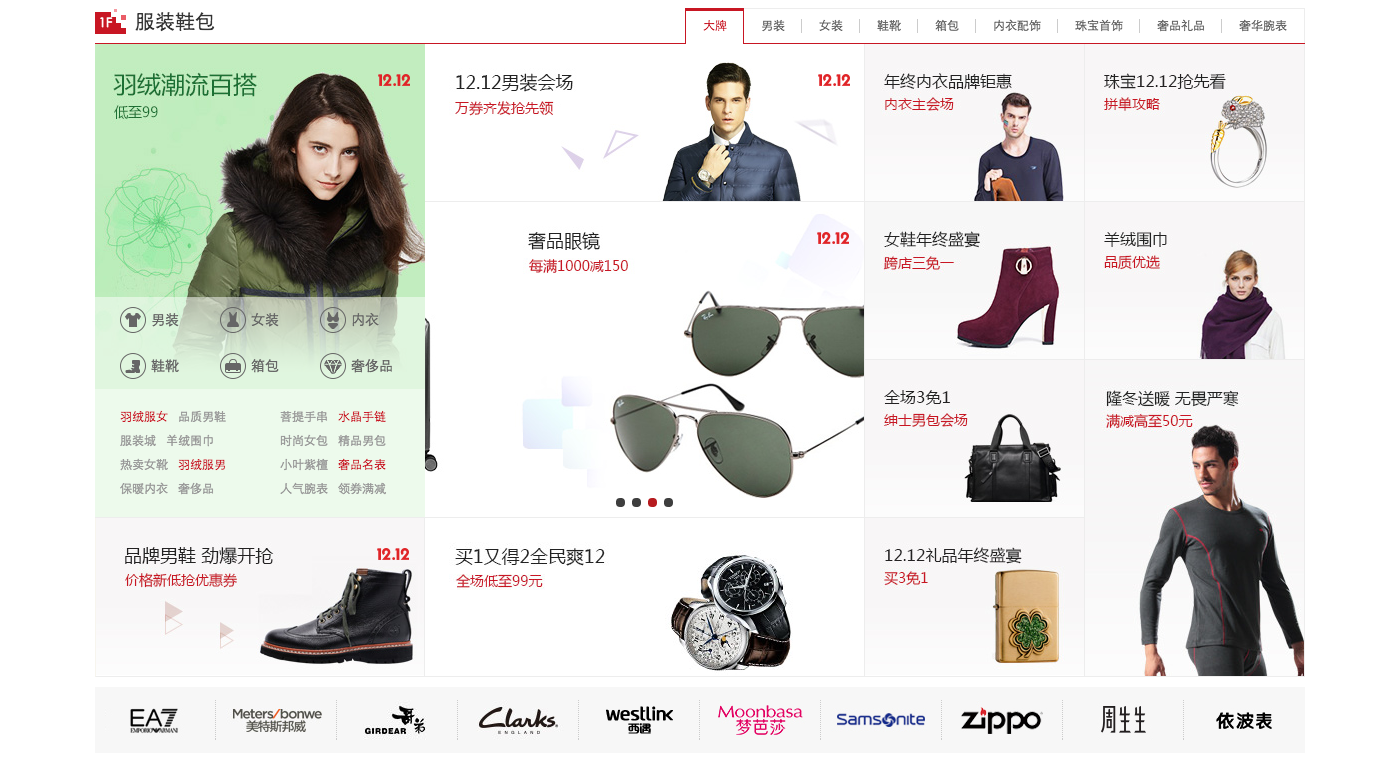 1F 服装鞋包
大牌 男装 女装 鞋靴 箱包 内衣配饰 珠宝首饰 奢品礼品 奢华腕表
羽绒潮流百搭
低至99
12.12
男装 女装 内衣
鞋靴 箱包 奢侈品
羽绒服女 品质男鞋 菩提手串 水晶手链
服装城 羊绒围巾 时尚女包 精品男包
热卖女靴 羽绒服男 小叶紫檀 奢品名表
保暖内衣 奢侈品 人气腕表 领券满减
12.12男装会场
万券齐发抢先领
12.12
奢品眼镜
每满1000减150
12.12
Ray-Ban
年终内衣品牌钜惠
内衣主会场
珠宝12.12抢先看
拼单攻略
女鞋年终盛宴
跨店三免一
羊绒围巾
品质优选
全场3免1
绅士男包会场
隆冬送暖 无畏严寒
满减高至50元
品牌男鞋 劲爆开抢
价格新低抢优惠券
12.12
买1又得2全民爽12
全场低至99元
12.12礼品年终盛宴
买3免1
EA7
EMPORIO ARMANI
Meters/bonwe
美特斯邦威
GIRDEAR
Clarks
ENGLAND
westlink
西遇
Moonbasa
梦芭莎
Samsonite
zippo
周生生
依波表